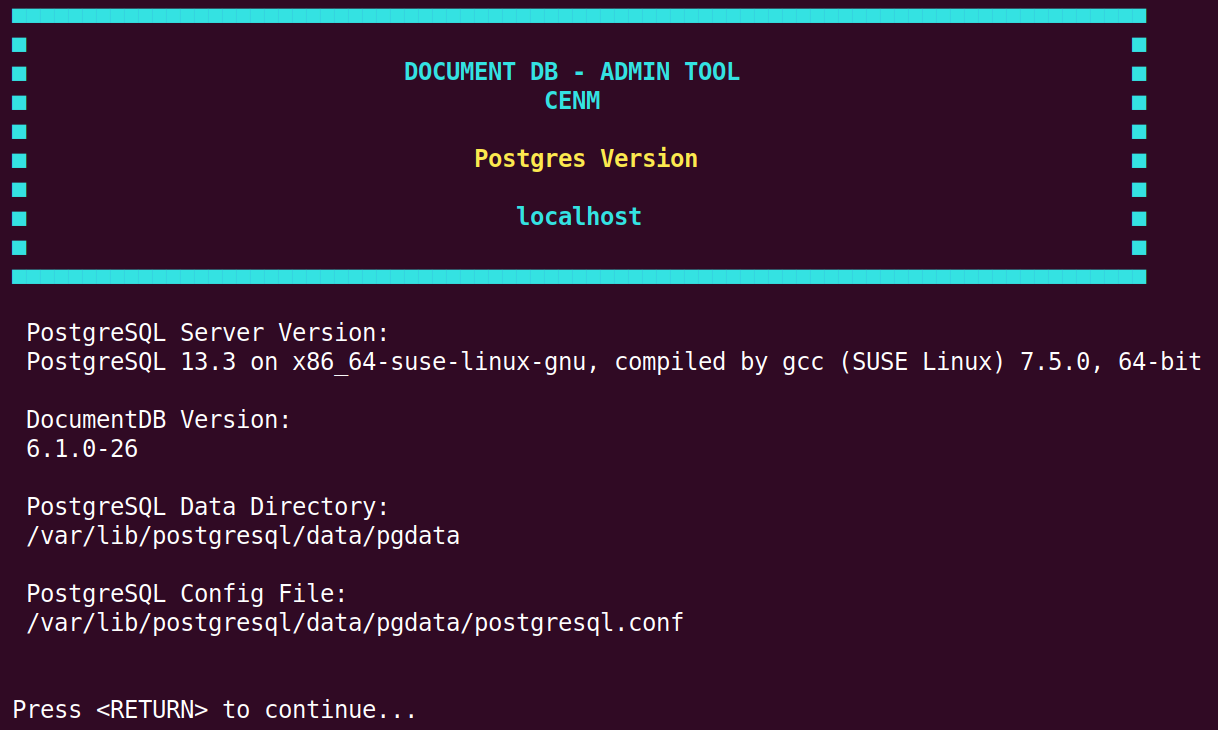 DOCUMENT DB - ADMIN TOOL
CENM
Postgres Version
localhost
PostgreSQL Server Version:
PostgreSQL 13.3 on x86_64-suse-linux-gnu, compiled by gcc (SUSE Linux) 7.5.0, 64-bit
DocumentDB Version:
6.1.0-26
PostgreSQL Data Directory:
/var/lib/postgresql/data/pgdata
PostgreSQL Config File:
/var/lib/postgresql/data/pgdata/postgresql.conf
Press <RETURN> to continue...